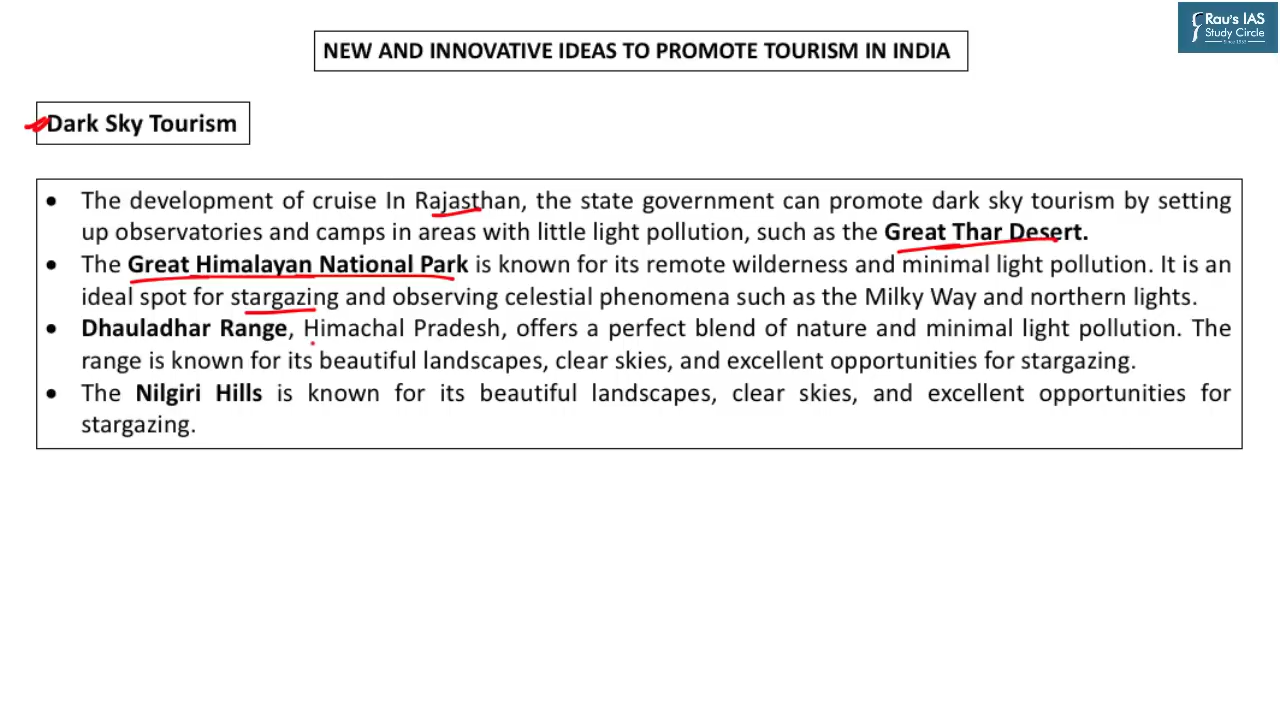 Rau's IAS
Study Circle
Since 1953
NEW AND INNOVATIVE IDEAS TO PROMOTE TOURISM IN INDIA
Dark Sky Tourism
• The development of cruise In Rajasthan, the state government can promote dark sky tourism by setting
up observatories and camps in areas with little light pollution, such as the Great Thar Desert.
• The Great Himalayan National Park is known for its remote wilderness and minimal light pollution. It is an
ideal spot for stargazing and observing celestial phenomena such as the Milky Way and northern lights.
• Dhauladhar Range, Himachal Pradesh, offers a perfect blend of nature and minimal light pollution. The
range is known for its beautiful landscapes, clear skies, and excellent opportunities for stargazing.
• The Nilgiri Hills is known for its beautiful landscapes, clear skies, and excellent opportunities for
stargazing.